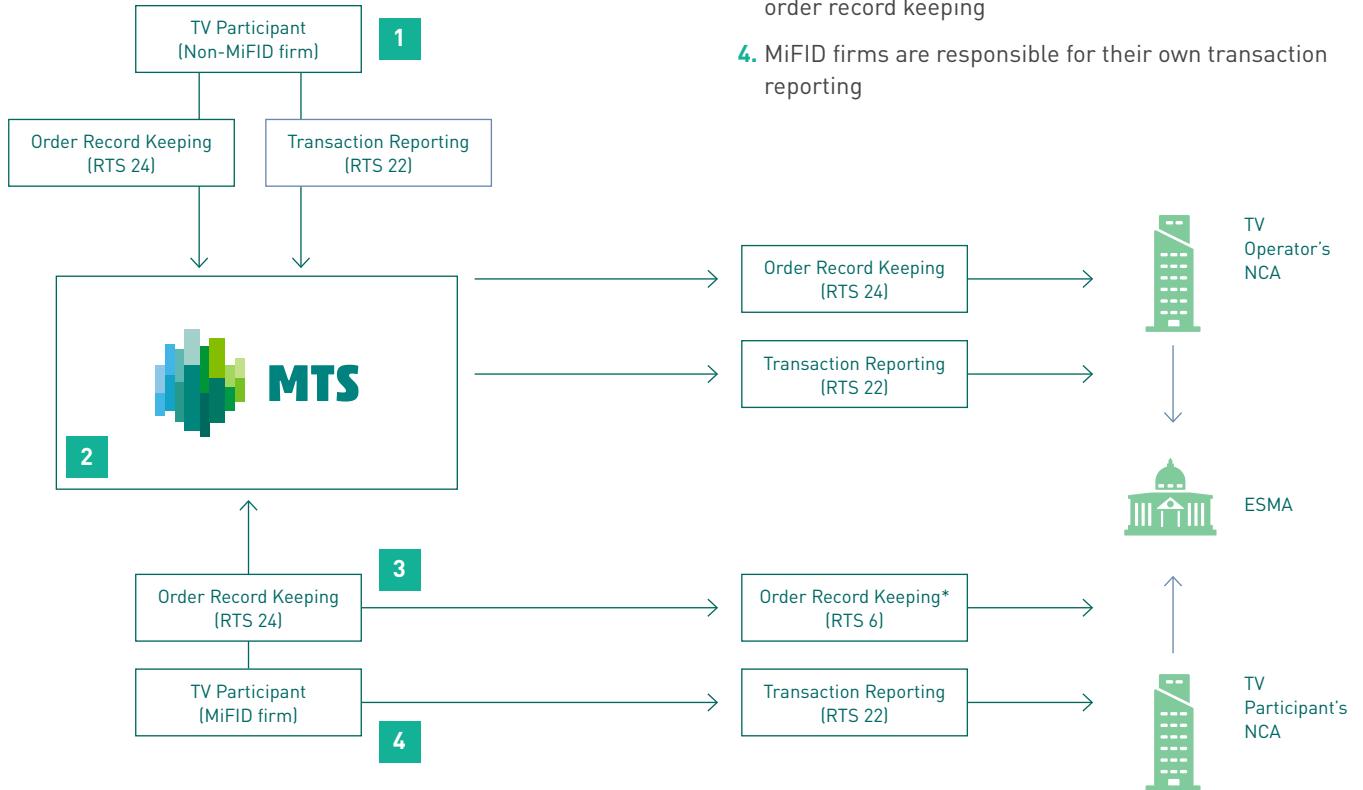 order record keeping
4. MiFID firms are responsible for their own transaction
reporting
TV Participant
(Non-MiFID firm)
1
Order Record Keeping
(RTS 24)
Transaction Reporting
(RTS 22)
MTS
2
Order Record Keeping
(RTS 24)
Transaction Reporting
(RTS 22)
TV
Operator's
NCA
ESMA
3
Order Record Keeping
(RTS 24)
Order Record Keeping*
(RTS 6)
TV Participant
(MiFID firm)
4
Transaction Reporting
(RTS 22)
TV
Participant's
NCA